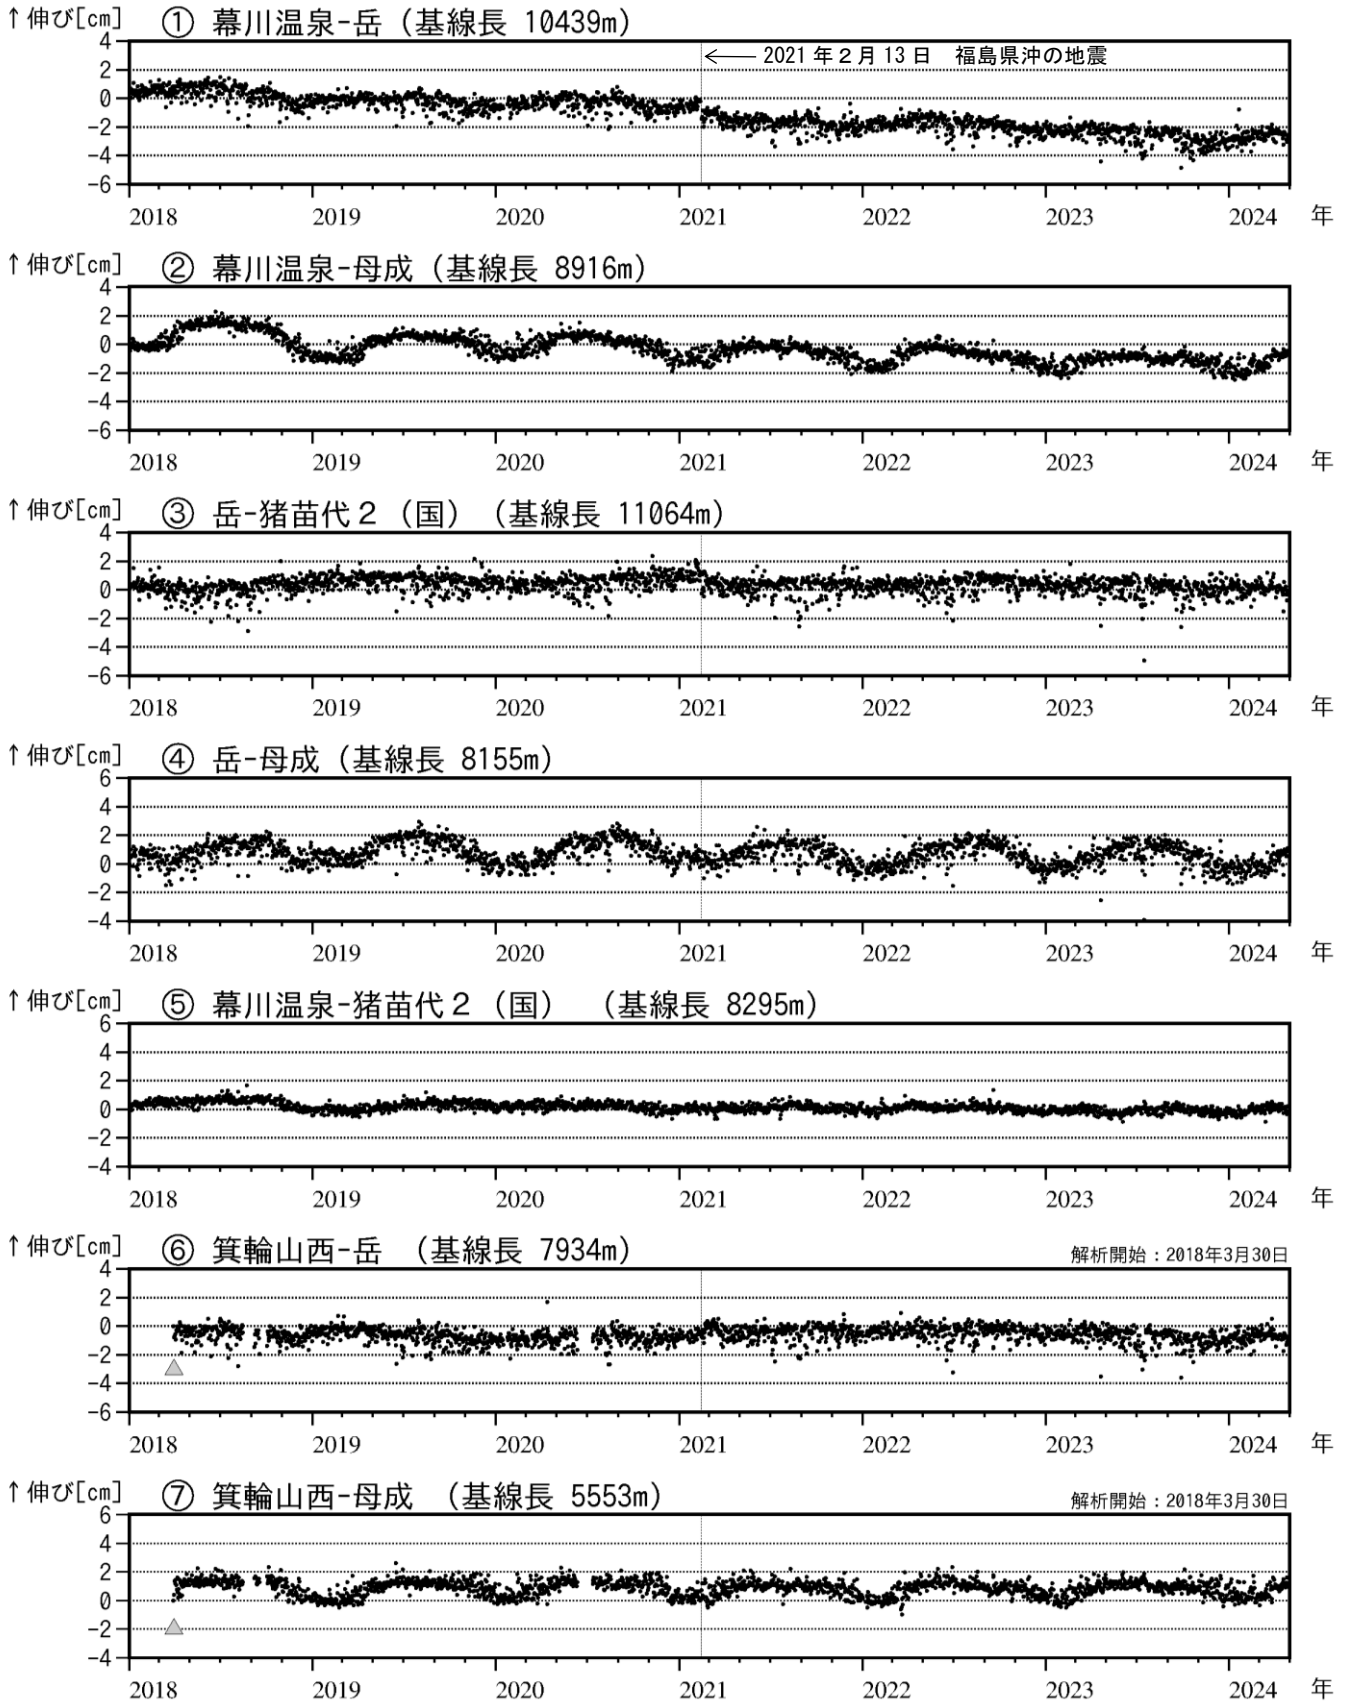 ↑伸び[cm] ① 幕川温泉-岳（基線長 10439m）
4
← 2021年２月13日　福島県沖の地震
2
0
-2
-4
-6
2018 2019 2020 2021 2022 2023 2024 年
↑伸び[cm] ② 幕川温泉-母成（基線長 8916m）
4
2
0
-2
-4
-6
2018 2019 2020 2021 2022 2023 2024 年
↑伸び[cm] ③ 岳-猪苗代２（国）（基線長 11064m）
4
2
0
-2
-4
-6
2018 2019 2020 2021 2022 2023 2024 年
↑伸び[cm] ④ 岳-母成（基線長 8155m）
6
4
2
0
-2
-4
2018 2019 2020 2021 2022 2023 2024 年
↑伸び[cm] ⑤ 幕川温泉-猪苗代２（国）　（基線長 8295m）
6
4
2
0
-2
-4
2018 2019 2020 2021 2022 2023 2024 年
↑伸び[cm] ⑥ 箕輪山西-岳　（基線長 7934m） 解析開始：2018年3月30日
4
2
0
-2
-4
-6
2018 2019 2020 2021 2022 2023 2024 年
↑伸び[cm] ⑦ 箕輪山西-母成　（基線長 5553m） 解析開始：2018年3月30日
6
4
2
0
-2
-4
2018 2019 2020 2021 2022 2023 2024 年